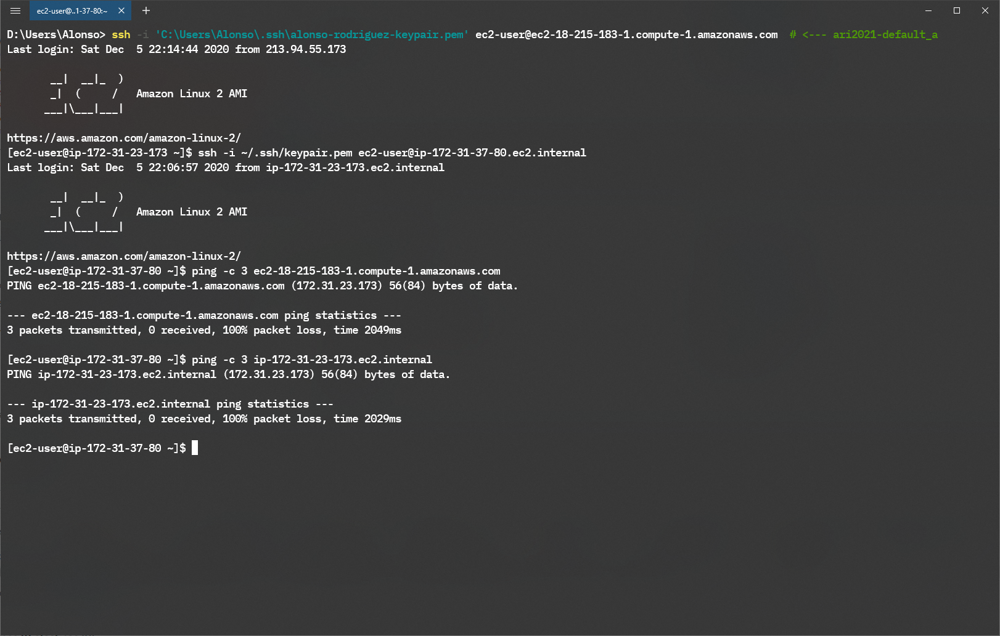 ec2-user@..1-37-80:~
D:\Users\Alonso> ssh -i 'C:\Users\Alonso\.ssh\alonso-rodriguez-keypair.pem' ec2-user@ec2-18-215-183-1.compute-1.amazonaws.com  # <--- ari2021-default_a
Last login: Sat Dec  5 22:14:44 2020 from 213.94.55.173

       __|  __|_  )
       _|  (     /   Amazon Linux 2 AMI
      ___|\___|___|

https://aws.amazon.com/amazon-linux-2/
[ec2-user@ip-172-31-23-173 ~]$ ssh -i ~/.ssh/keypair.pem ec2-user@ip-172-31-37-80.ec2.internal
Last login: Sat Dec  5 22:06:57 2020 from ip-172-31-23-173.ec2.internal

       __|  __|_  )
       _|  (     /   Amazon Linux 2 AMI
      ___|\___|___|

https://aws.amazon.com/amazon-linux-2/
[ec2-user@ip-172-31-37-80 ~]$ ping -c 3 ec2-18-215-183-1.compute-1.amazonaws.com
PING ec2-18-215-183-1.compute-1.amazonaws.com (172.31.23.173) 56(84) bytes of data.

--- ec2-18-215-183-1.compute-1.amazonaws.com ping statistics ---
3 packets transmitted, 0 received, 100% packet loss, time 2049ms

[ec2-user@ip-172-31-37-80 ~]$ ping -c 3 ip-172-31-23-173.ec2.internal
PING ip-172-31-23-173.ec2.internal (172.31.23.173) 56(84) bytes of data.

--- ip-172-31-23-173.ec2.internal ping statistics ---
3 packets transmitted, 0 received, 100% packet loss, time 2029ms

[ec2-user@ip-172-31-37-80 ~]$